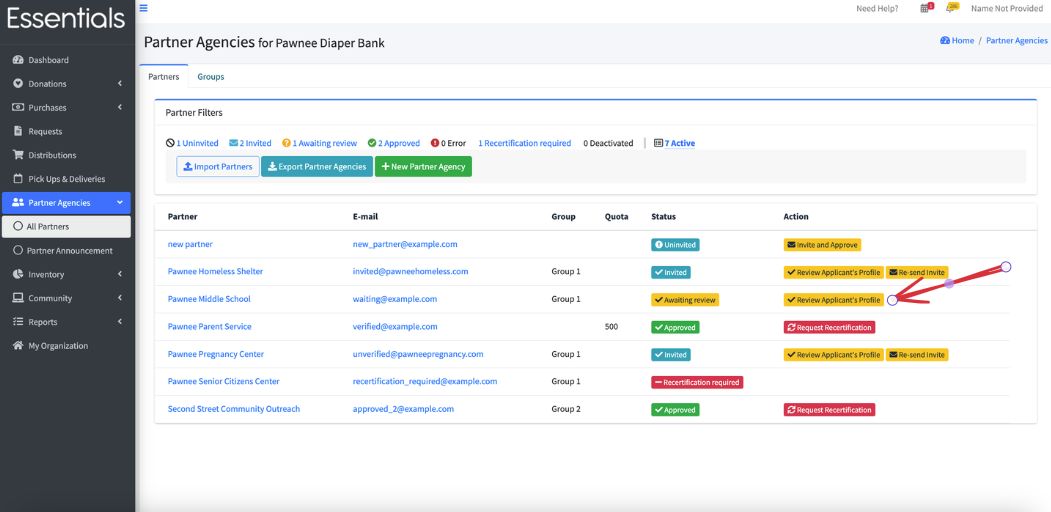 Essentials
Need Help? 1 Name Not Provided
Partner Agencies for Pawnee Diaper Bank
Home / Partner Agencies
Dashboard
Donations
Purchases
Requests
Distributions
Pick Ups & Deliveries
Partner Agencies
All Partners
Partner Announcement
Inventory
Community
Reports
My Organization
Partners Groups
Partner Filters
1 Uninvited 2 Invited 1 Awaiting review 2 Approved 0 Error 1 Recertification required 0 Deactivated | 7 Active
Import Partners Export Partner Agencies New Partner Agency
Partner E-mail Group Quota Status Action
new partner new_partner@example.com Uninvited Invite and Approve
Pawnee Homeless Shelter invited@pawneehomeless.com Group 1 Invited Review Applicant's Profile Re-send Invite
Pawnee Middle School waiting@example.com Group 1 Awaiting review Review Applicant's Profile
Pawnee Parent Service verified@example.com 500 Approved Request Recertification
Pawnee Pregnancy Center unverified@pawneepregnancy.com Group 1 Invited Review Applicant's Profile Re-send Invite
Pawnee Senior Citizens Center recertification_required@example.com Group 1 Recertification required
Second Street Community Outreach approved_2@example.com Group 2 Approved Request Recertification